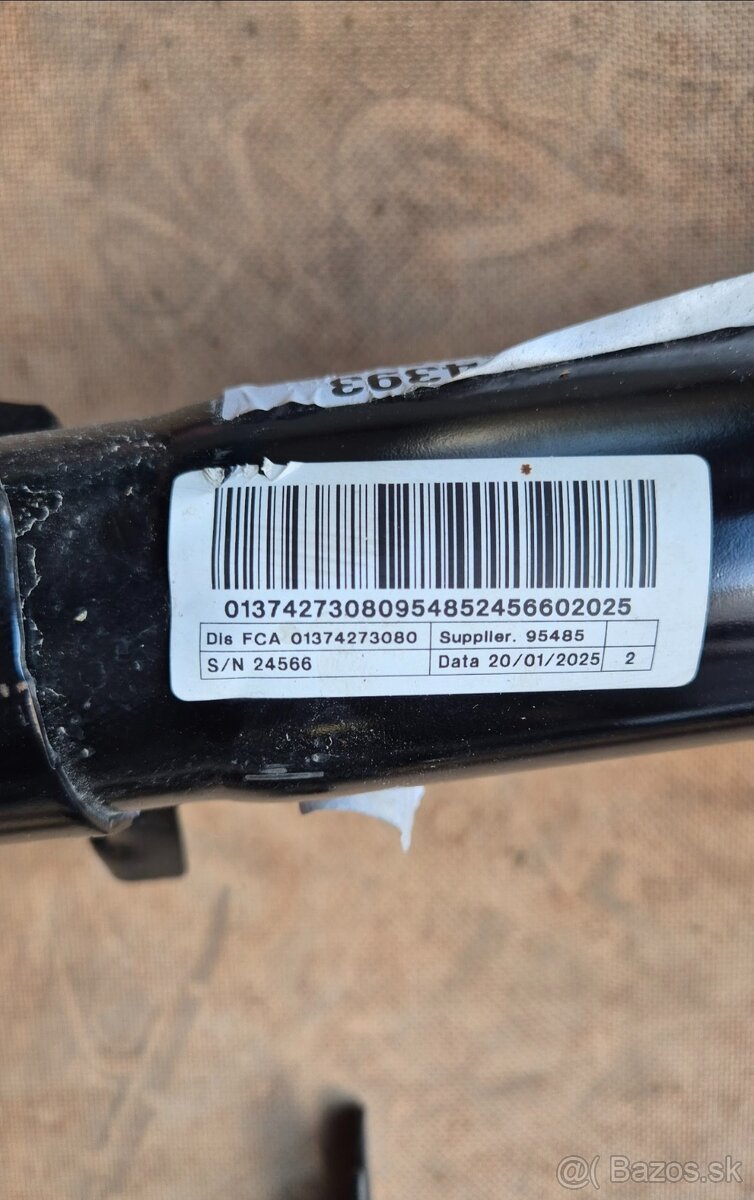 4393
01374273080954852456602025
Dis FCA 01374273080 Supplier. 95485
S/N 24566 Data 20/01/2025 2
@( Bazos.sk